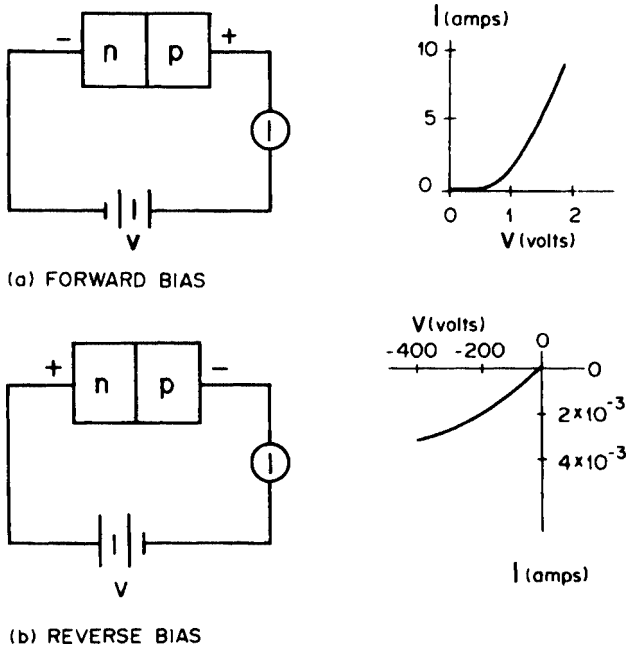 - n p +
I
V
(a) FORWARD BIAS
I (amps)
10
5
0
0 1 2
V (volts)
+ n p -
I
V
(b) REVERSE BIAS
V (volts)
-400 -200 0
0
2×10⁻³
4×10⁻³
I (amps)